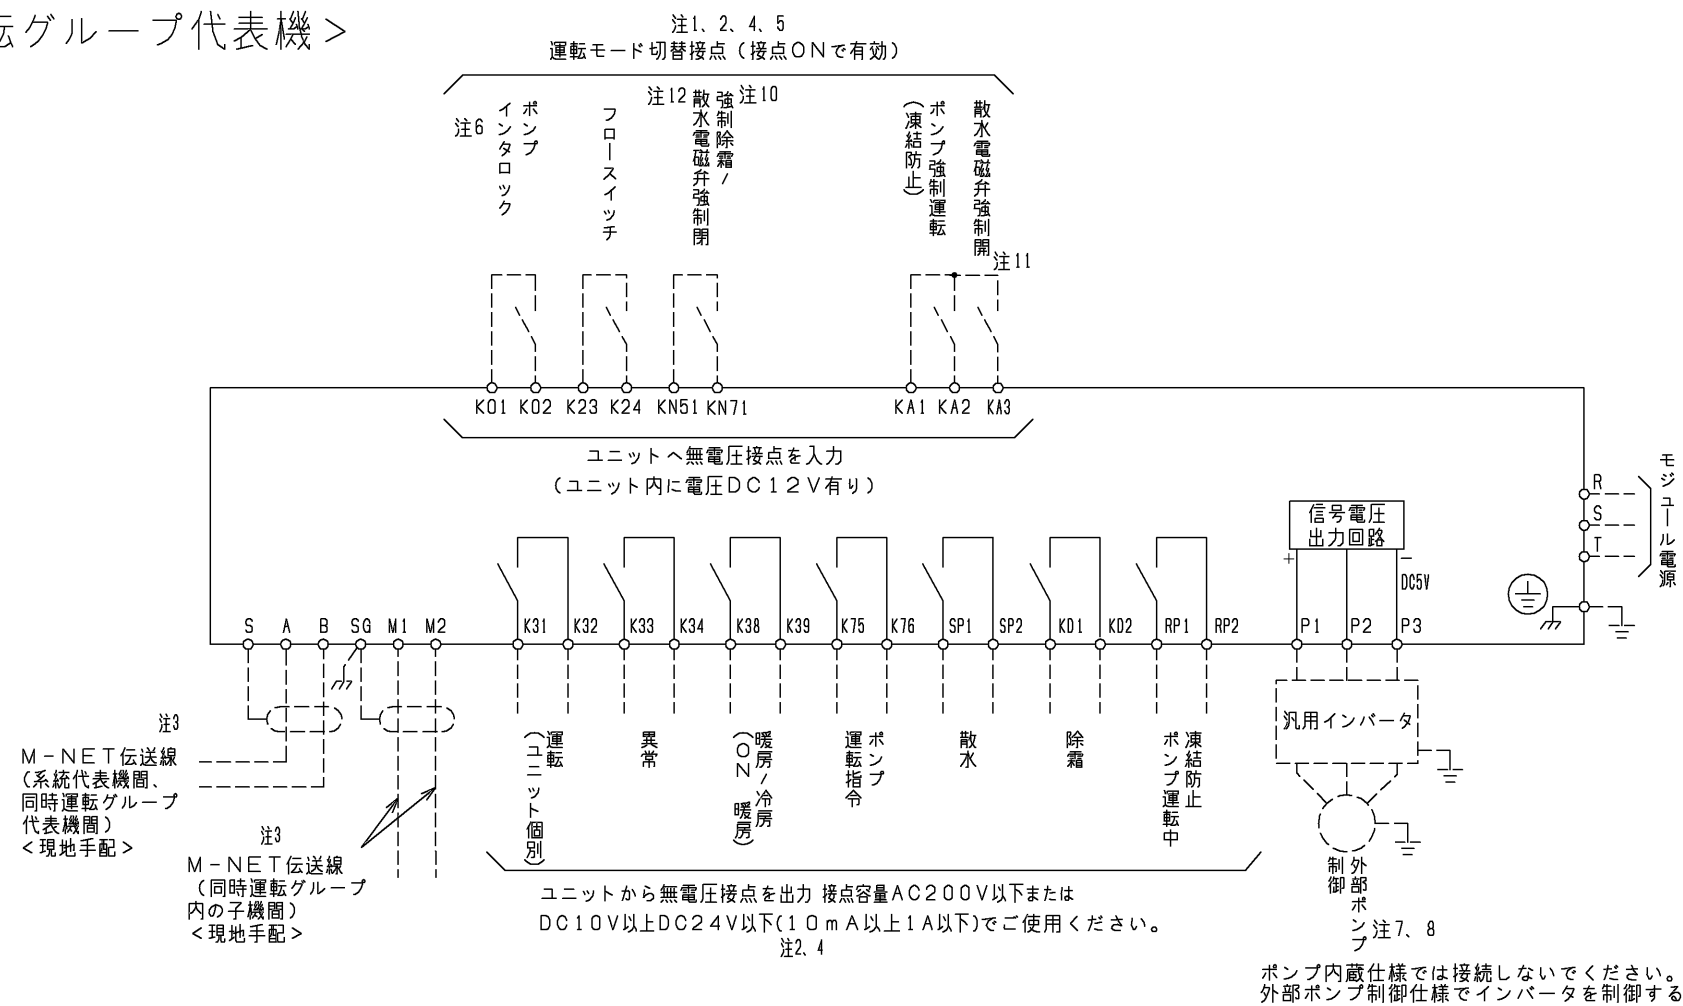 転グループ代表機>
注1、2、4、5
運転モード切替接点(接点ONで有効)
注6
ポンプ
インタロック
フロースイッチ
注12
強制除霜/
散水電磁弁強制閉
注10
ポンプ強制運転
(凍結防止)
散水電磁弁強制開
注11
K01 K02 K23 K24 KN51 KN71 KA1 KA2 KA3
ユニットへ無電圧接点を入力
(ユニット内に電圧DC12V有り)
R
S
T
モジュール電源
信号電圧
出力回路
+
−
DC5V
S A B SG M1 M2 K31 K32 K33 K34 K38 K39 K75 K76 SP1 SP2 KD1 KD2 RP1 RP2 P1 P2 P3
注3
M-NET伝送線
(系統代表機間、
同時運転グループ
代表機間)
<現地手配>
注3
M-NET伝送線
(同時運転グループ
内の子機間)
<現地手配>
運転
(ユニット個別)
異常
暖房/冷房
(ON 暖房)
ポンプ
運転指令
散水
除霜
凍結防止
ポンプ運転中
汎用インバータ
外部ポンプ
制御
注7、8
ユニットから無電圧接点を出力 接点容量AC200V以下または
DC10V以上DC24V以下(10mA以上1A以下)でご使用ください。
注2、4
ポンプ内蔵仕様では接続しないでください。
外部ポンプ制御仕様でインバータを制御する